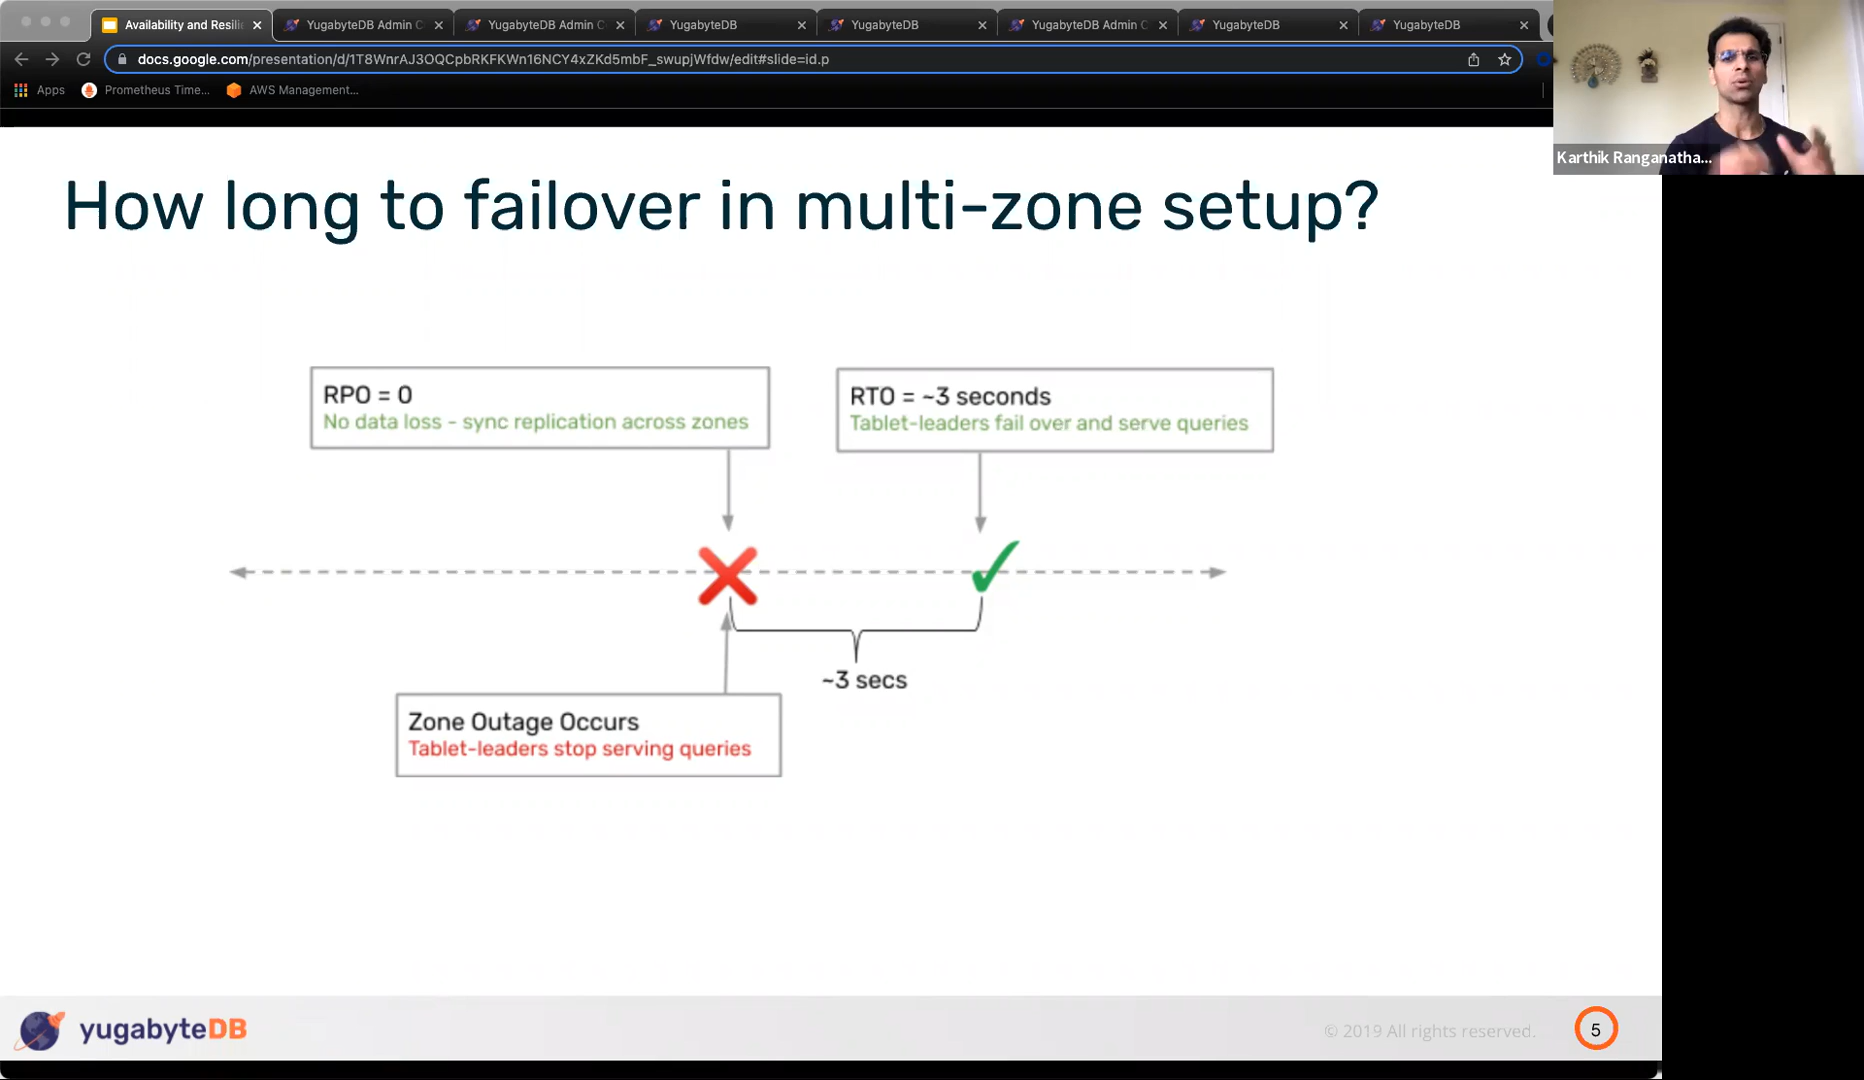 Availability and Resili
YugabyteDB Admin C
YugabyteDB Admin C
YugabyteDB
YugabyteDB
YugabyteDB Admin C
YugabyteDB
YugabyteDB
docs.google.com/presentation/d/1T8WnrAJ3OQCpbRKFKWn16NCY4xZKd5mbF_swupjWfdw/edit#slide=id.p
Apps
Prometheus Time...
AWS Management...
Karthik Ranganatha...
How long to failover in multi-zone setup?
RPO = 0
No data loss - sync replication across zones
RTO = ~3 seconds
Tablet-leaders fail over and serve queries
~3 secs
Zone Outage Occurs
Tablet-leaders stop serving queries
yugabyteDB
© 2019 All rights reserved.
5